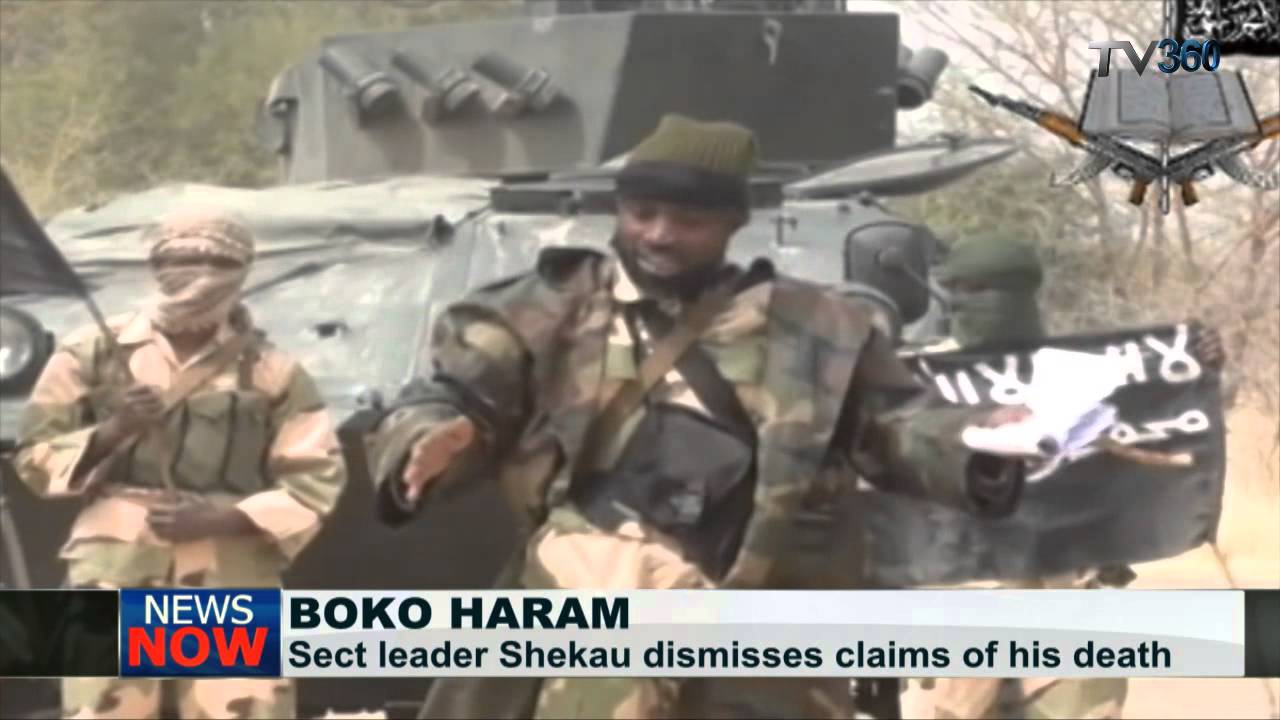 TV360
NEWS
NOW
BOKO HARAM
Sect leader Shekau dismisses claims of his death